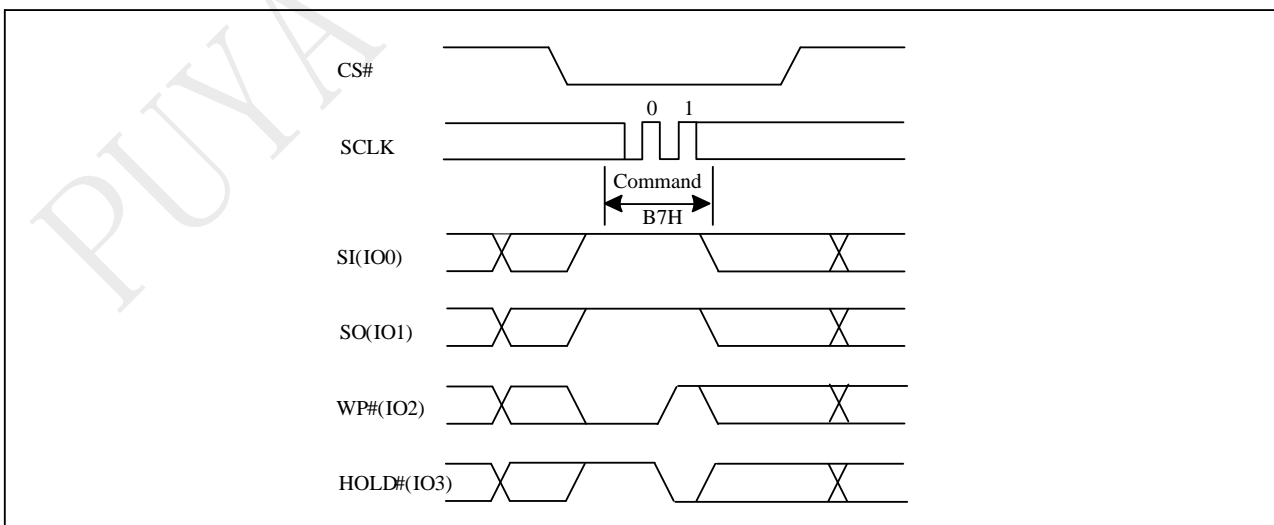 PUYA
CS#
0 1
SCLK
Command
B7H
SI(IO0)
SO(IO1)
WP#(IO2)
HOLD#(IO3)